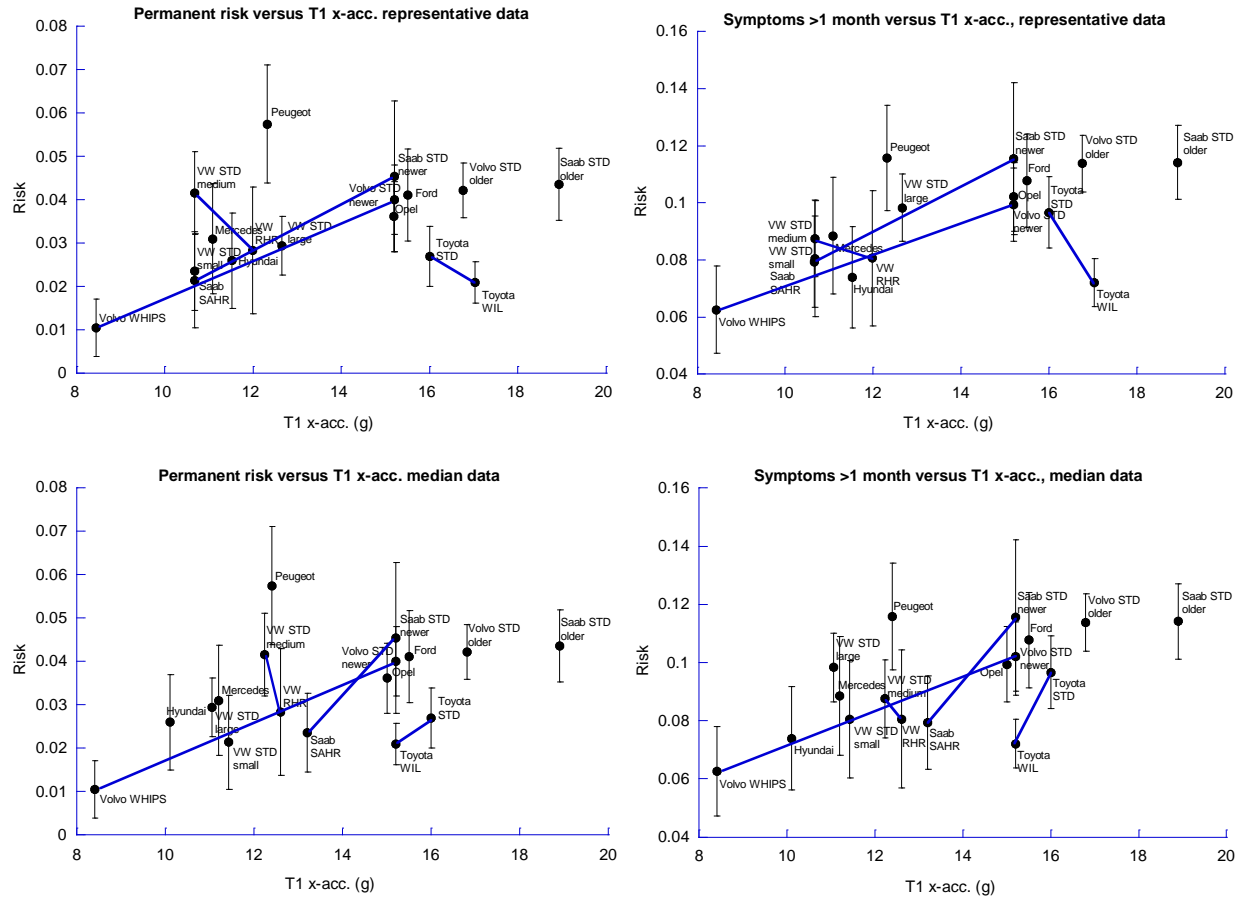 Permanent risk versus T1 x-acc. representative data
0.08
0.07
0.06
0.05
0.04
0.03
0.02
0.01
0
Risk
Peugeot
VW STD
medium
Saab STD
newer
Volvo STD
older
Saab STD
older
Volvo STD
newer
Ford
Opel
Mercedes
VW
RHR
VW STD
large
VW STD
small
Hyundai
Toyota
STD
Saab
SAHR
Toyota
WIL
Volvo WHIPS
8
10
12
14
16
18
20
T1 x-acc. (g)
Symptoms >1 month versus T1 x-acc., representative data
0.16
0.14
0.12
0.1
0.08
0.06
0.04
Risk
Peugeot
Saab STD
newer
Volvo STD
older
Saab STD
older
Ford
VW STD
large
Opel
Toyota
STD
Volvo STD
newer
VW STD
medium
Mercedes
VW STD
small
Saab
SAHR
VW
RHR
Hyundai
Toyota
WIL
Volvo WHIPS
8
10
12
14
16
18
20
T1 x-acc. (g)
Permanent risk versus T1 x-acc. median data
0.08
0.07
0.06
0.05
0.04
0.03
0.02
0.01
0
Risk
Peugeot
VW STD
medium
Saab STD
newer
Volvo STD
older
Saab STD
older
Volvo STD
newer
Ford
Opel
Mercedes
VW
RHR
Hyundai
VW STD
large
Toyota
STD
VW STD
small
Saab
SAHR
Toyota
WIL
Volvo WHIPS
8
10
12
14
16
18
20
T1 x-acc. (g)
Symptoms >1 month versus T1 x-acc., median data
0.16
0.14
0.12
0.1
0.08
0.06
0.04
Risk
Peugeot
Saab STD
newer
Volvo STD
older
Saab STD
older
Ford
VW STD
large
Volvo STD
newer
Opel
Mercedes
VW STD
medium
Toyota
STD
VW STD
small
VW
RHR
Saab
SAHR
Hyundai
Toyota
WIL
Volvo WHIPS
8
10
12
14
16
18
20
T1 x-acc. (g)